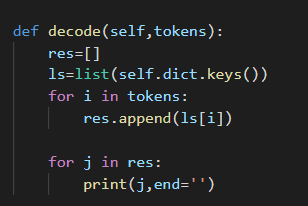 def decode(self,tokens):
    res=[]
    ls=list(self.dict.keys())
    for i in tokens:
        res.append(ls[i])
    for j in res:
        print(j,end='')